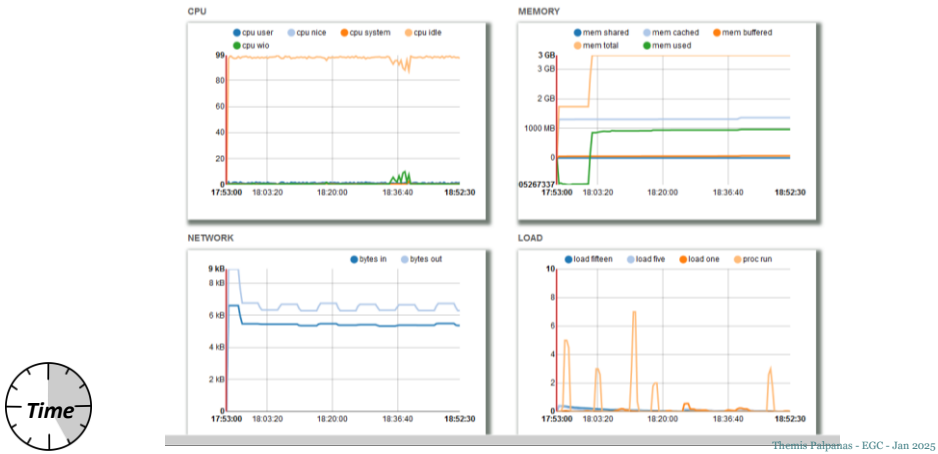 CPU
cpu user cpu nice cpu system cpu idle
cpu wio
99
80
60
40
20
0
17:53:00 18:03:20 18:20:00 18:36:40 18:52:30
MEMORY
mem shared mem cached mem buffered
mem total mem used
3 GB
3 GB
2 GB
1000 MB
0
05267337
17:53:00 18:03:20 18:20:00 18:36:40 18:52:30
NETWORK
bytes in bytes out
9 kB
8 kB
6 kB
4 kB
2 kB
0
17:53:00 18:03:20 18:20:00 18:36:40 18:52:30
LOAD
load fifteen load five load one proc run
10
8
6
4
2
0
17:53:00 18:03:20 18:20:00 18:36:40 18:52:30
Time
Themis Palpanas - EGC - Jan 2025